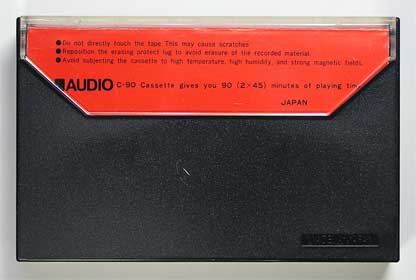 ● Do not directly touch the tape. This may cause scratches.
● Reposition the erasing protect lug to avoid erasure of the recorded material.
● Avoid subjecting the cassette to high temperature, high humidity, and strong magnetic fields.
AUDIO C-90 Cassette gives you 90 (2×45) minutes of playing tim
JAPAN